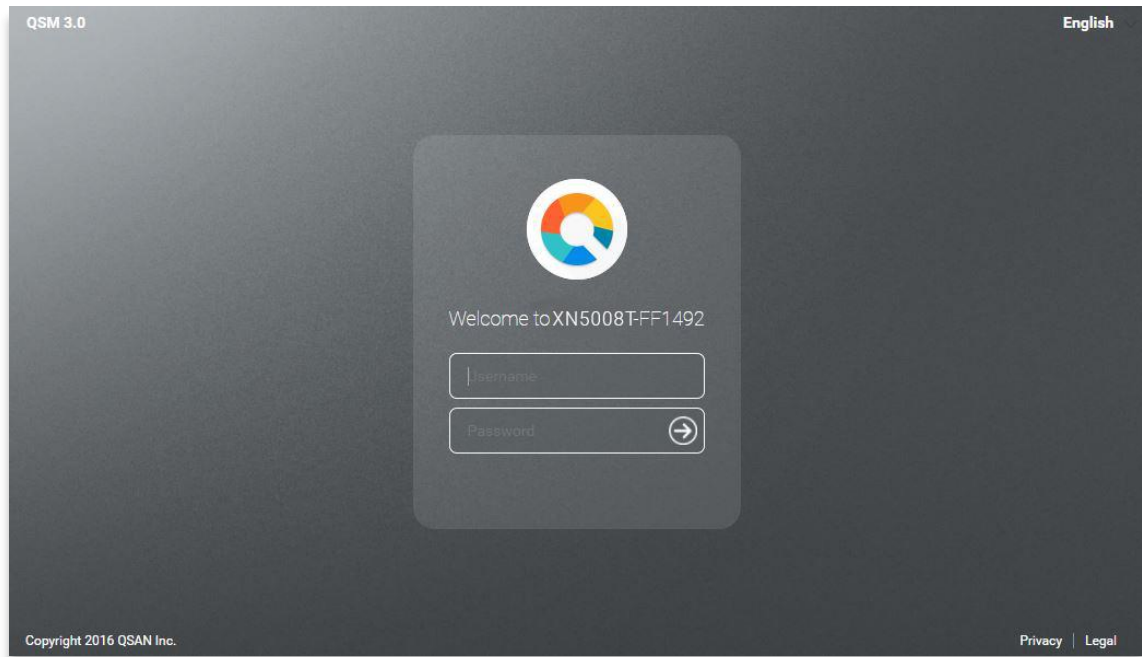 QSM 3.0
English
Welcome to XN5008T-FF1492
Username
Password
Copyright 2016 QSAN Inc.
Privacy | Legal